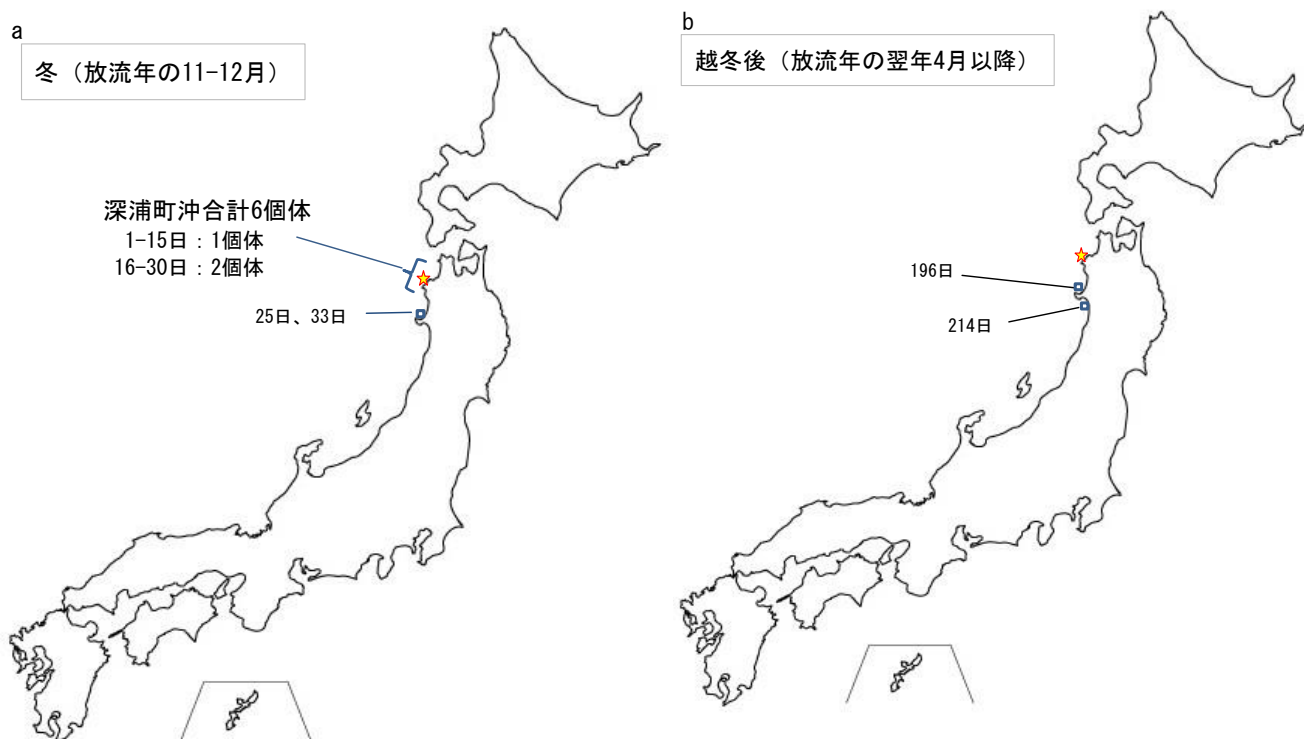 a
冬（放流年の11-12月）
深浦町沖合計6個体
1-15日：1個体
16-30日：2個体
25日、33日
b
越冬後（放流年の翌年4月以降）
196日
214日